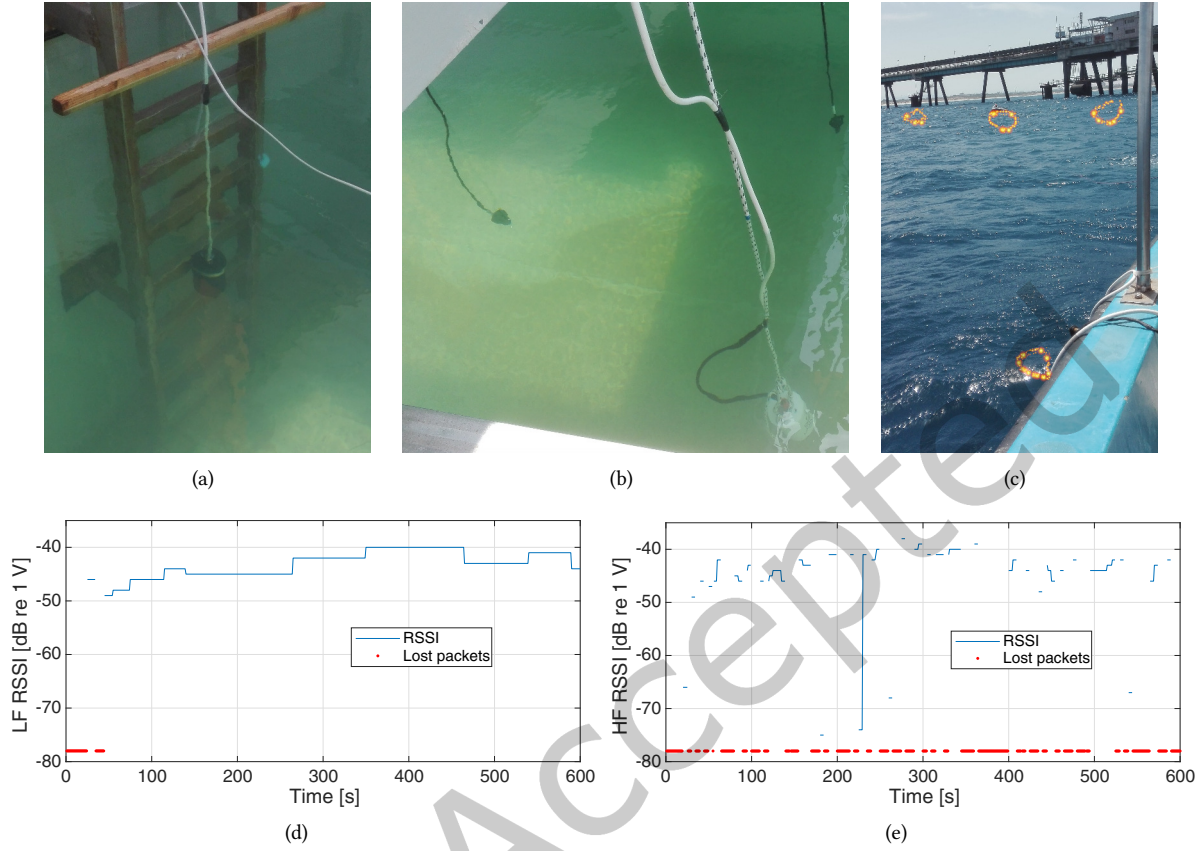 (a)
(b)
(c)
LF RSSI [dB re 1 V]
-40
-50
-60
-70
-80
0
100
200
300
400
500
600
Time [s]
RSSI
Lost packets
(d)
HF RSSI [dB re 1 V]
-40
-50
-60
-70
-80
0
100
200
300
400
500
600
Time [s]
RSSI
Lost packets
(e)
Accepted